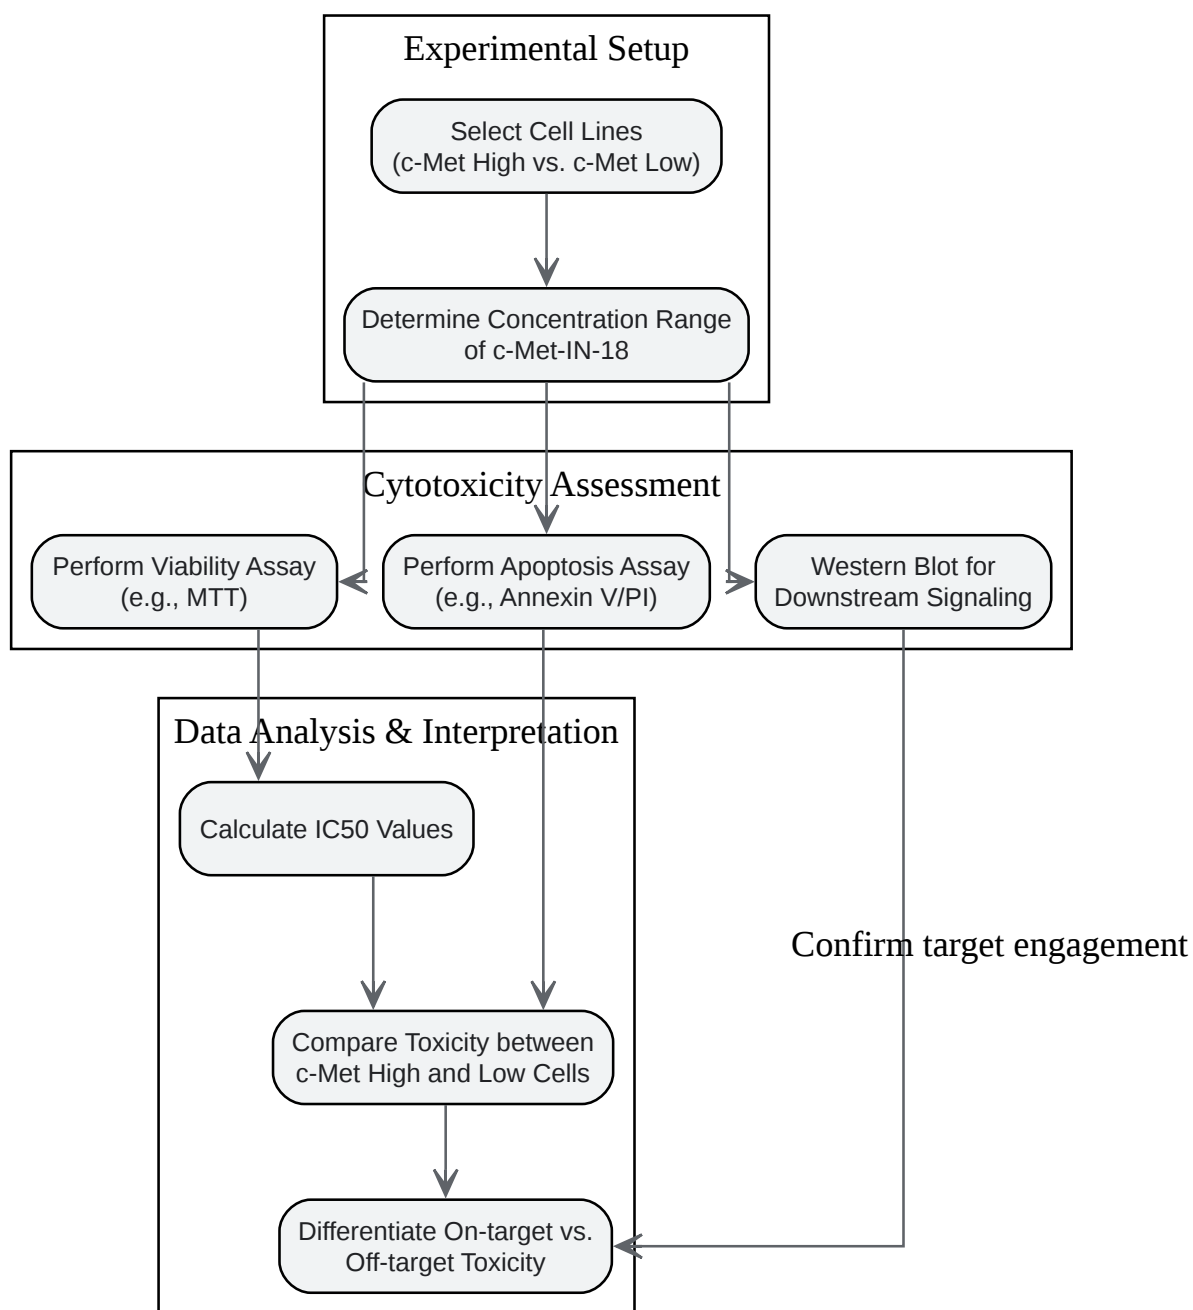 Experimental Setup
Select Cell Lines
(c-Met High vs. c-Met Low)
Determine Concentration Range
of c-Met-IN-18
Cytotoxicity Assessment
Perform Viability Assay
(e.g., MTT)
Perform Apoptosis Assay
(e.g., Annexin V/PI)
Western Blot for
Downstream Signaling
Data Analysis & Interpretation
Calculate IC50 Values
Confirm target engagement
Compare Toxicity between
c-Met High and Low Cells
Differentiate On-target vs.
Off-target Toxicity